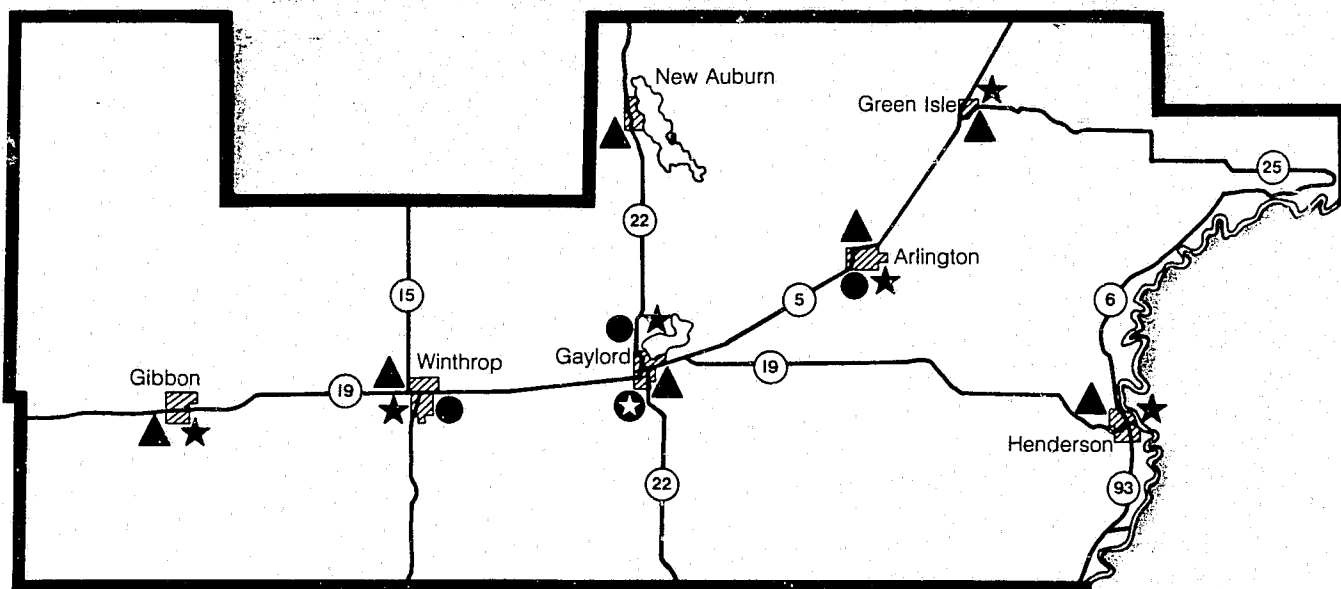 New Auburn
Green Isle
25
22
Arlington
15
5
6
Winthrop
Gaylord
Gibbon
19
19
Henderson
22
93